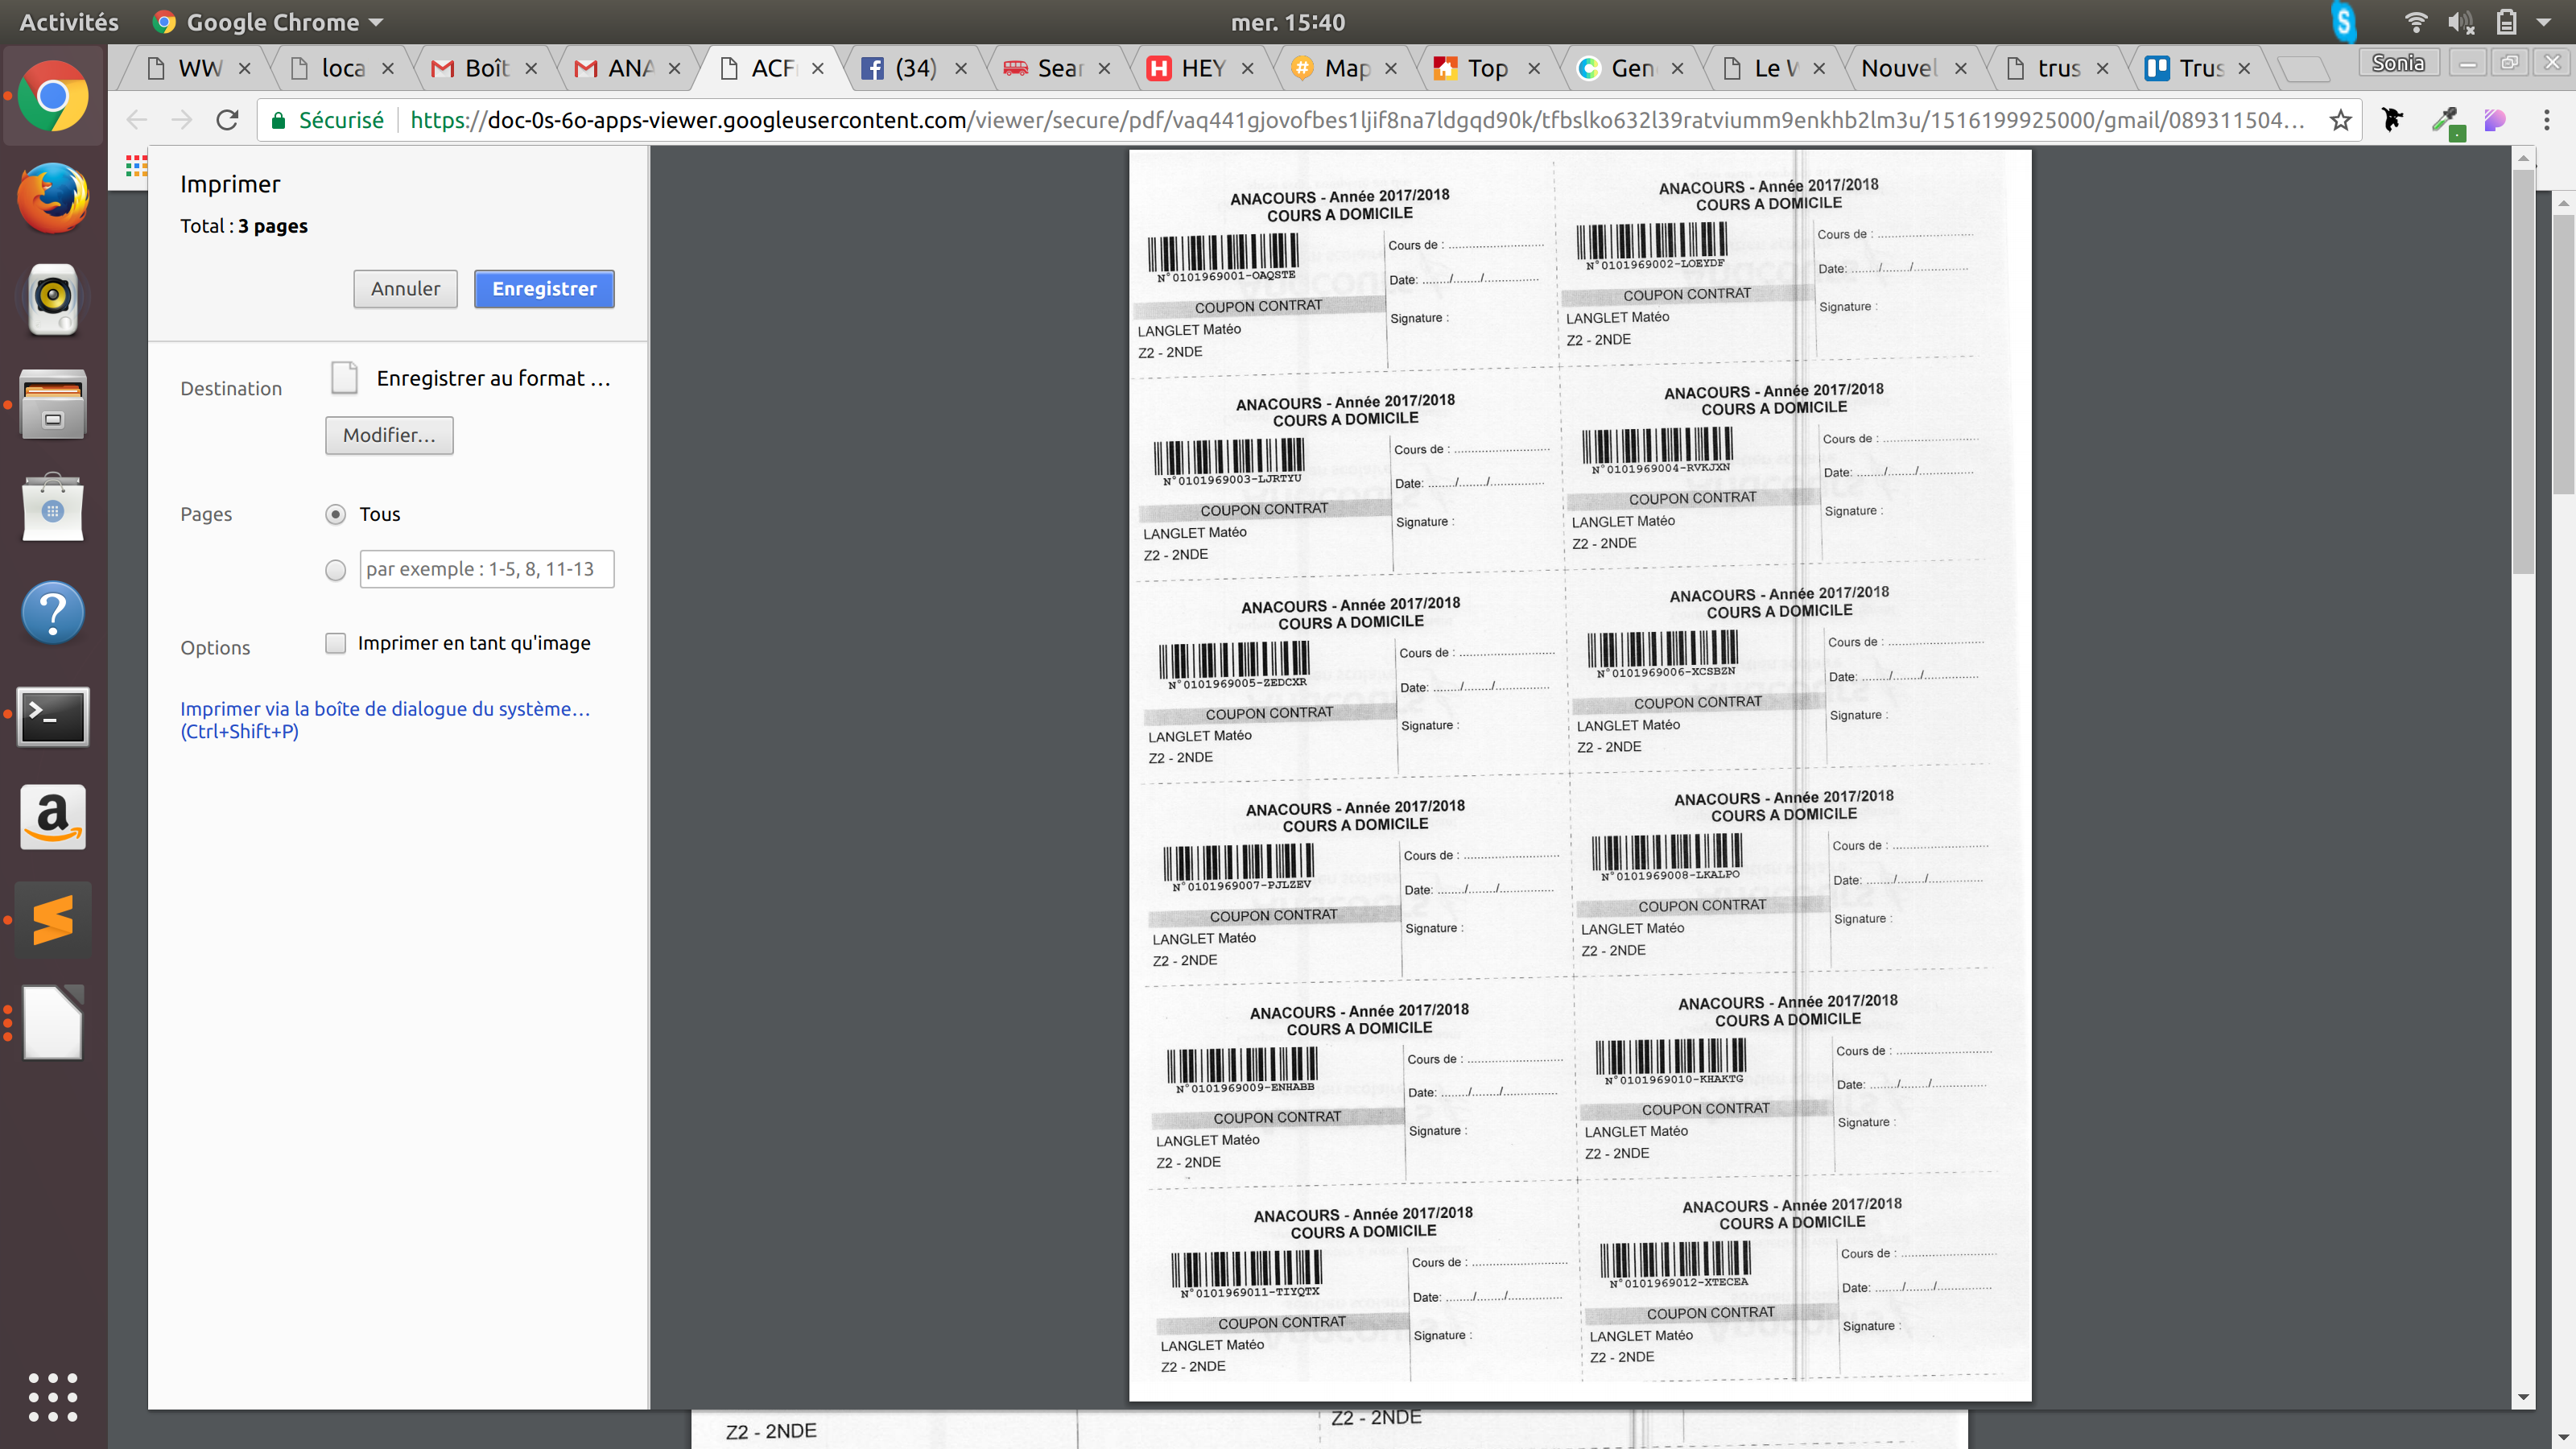 Activités Google Chrome mer. 15:40
WW loca Boît ANA ACF (34) Sear HEY Map Top Gen Le W Nouvel trus Trus Sonia
Sécurisé https://doc-0s-6o-apps-viewer.googleusercontent.com/viewer/secure/pdf/vaq441gjovofbes1ljif8na7ldgqd90k/tfbslko632l39ratviumm9enkhb2lm3u/1516199925000/gmail/089311504...
Imprimer
Total : 3 pages
Annuler Enregistrer
Destination Enregistrer au format ...
Modifier...
Pages Tous
par exemple : 1-5, 8, 11-13
Options Imprimer en tant qu'image
Imprimer via la boîte de dialogue du système...
(Ctrl+Shift+P)
ANACOURS - Année 2017/2018
COURS A DOMICILE
Cours de : ........................
N°0101969001-OAQSTE
Date: ......./......./...............
COUPON CONTRAT
Signature :
LANGLET Matéo
Z2 - 2NDE
ANACOURS - Année 2017/2018
COURS A DOMICILE
Cours de : ........................
N°0101969002-LOEYDF
Date: ......./......./...............
COUPON CONTRAT
Signature :
LANGLET Matéo
Z2 - 2NDE
ANACOURS - Année 2017/2018
COURS A DOMICILE
Cours de : ........................
N°0101969003-LJRTYU
Date: ......./......./...............
COUPON CONTRAT
Signature :
LANGLET Matéo
Z2 - 2NDE
ANACOURS - Année 2017/2018
COURS A DOMICILE
Cours de : ........................
N°0101969004-RVKJXN
Date: ......./......./...............
COUPON CONTRAT
Signature :
LANGLET Matéo
Z2 - 2NDE
ANACOURS - Année 2017/2018
COURS A DOMICILE
Cours de : ........................
N°0101969005-ZEDCXR
Date: ......./......./...............
COUPON CONTRAT
Signature :
LANGLET Matéo
Z2 - 2NDE
ANACOURS - Année 2017/2018
COURS A DOMICILE
Cours de : ........................
N°0101969006-XCSBZN
Date: ......./......./...............
COUPON CONTRAT
Signature :
LANGLET Matéo
Z2 - 2NDE
ANACOURS - Année 2017/2018
COURS A DOMICILE
Cours de : ........................
N°0101969007-PJLZEV
Date: ......./......./...............
COUPON CONTRAT
Signature :
LANGLET Matéo
Z2 - 2NDE
ANACOURS - Année 2017/2018
COURS A DOMICILE
Cours de : ........................
N°0101969008-LKALPO
Date: ......./......./...............
COUPON CONTRAT
Signature :
LANGLET Matéo
Z2 - 2NDE
ANACOURS - Année 2017/2018
COURS A DOMICILE
Cours de : ........................
N°0101969009-ENHABB
Date: ......./......./...............
COUPON CONTRAT
Signature :
LANGLET Matéo
Z2 - 2NDE
ANACOURS - Année 2017/2018
COURS A DOMICILE
Cours de : ........................
N°0101969010-KHAKTG
Date: ......./......./...............
COUPON CONTRAT
Signature :
LANGLET Matéo
Z2 - 2NDE
ANACOURS - Année 2017/2018
COURS A DOMICILE
Cours de : ........................
N°0101969011-TIYQTX
Date: ......./......./...............
COUPON CONTRAT
Signature :
LANGLET Matéo
Z2 - 2NDE
ANACOURS - Année 2017/2018
COURS A DOMICILE
Cours de : ........................
N°0101969012-XTECEA
Date: ......./......./...............
COUPON CONTRAT
Signature :
LANGLET Matéo
Z2 - 2NDE
Z2 - 2NDE Z2 - 2NDE